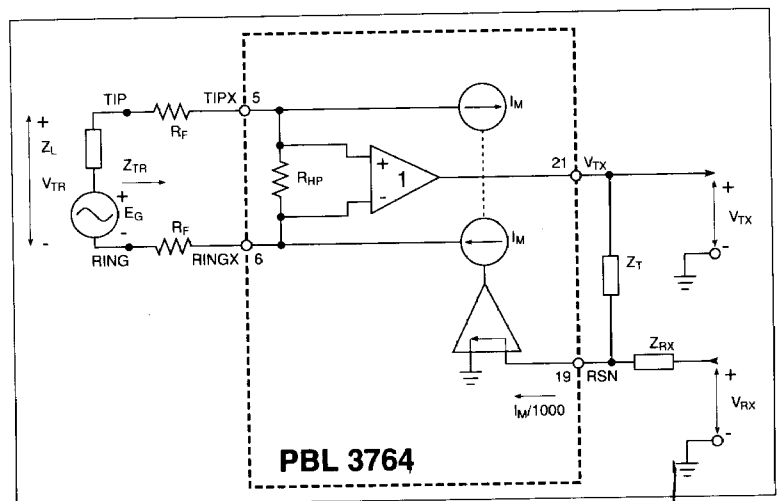 TIP
R_F
TIPX
5
I_M
+
Z_L
V_TR
-
Z_TR
+
E_G
-
R_HP
+
-
1
21
V_TX
+
V_TX
-
R_F
RING
RINGX
6
I_M
Z_T
Z_RX
19
RSN
I_M/1000
+
V_RX
-
PBL 3764